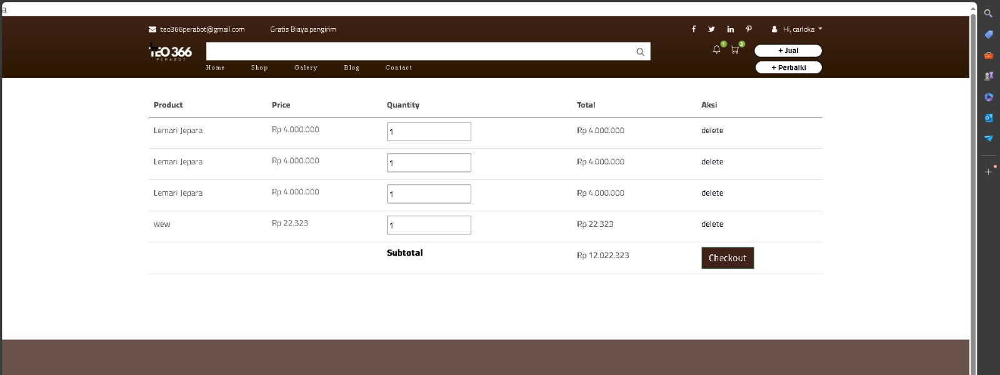 a
teo366perabot@gmail.com Gratis Biaya pengirim Hi, carloka
TEO 366
PERABOT
1 3 + Jual
Home Shop Galery Blog Contact + Perbaiki
Product Price Quantity Total Aksi
Lemari Jepara Rp 4.000.000 1 Rp 4.000.000 delete
Lemari Jepara Rp 4.000.000 1 Rp 4.000.000 delete
Lemari Jepara Rp 4.000.000 1 Rp 4.000.000 delete
wew Rp 22.323 1 Rp 22.323 delete
Subtotal Rp 12.022.323 Checkout